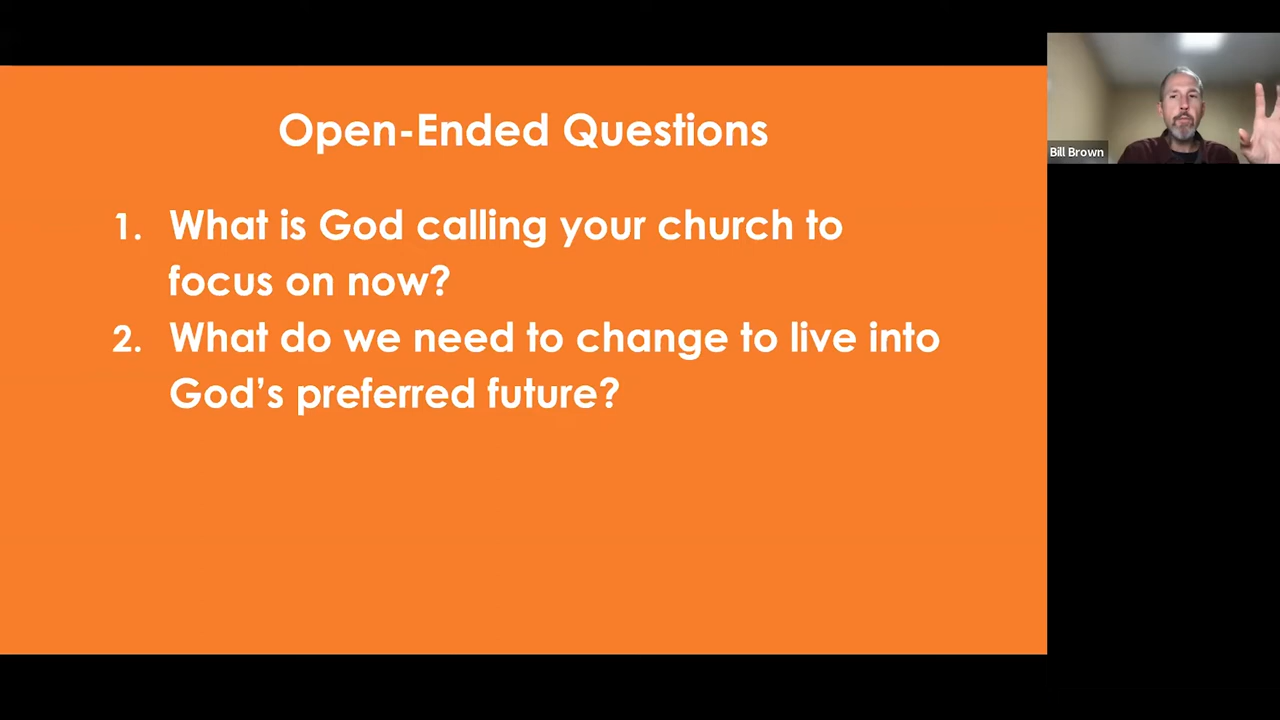 Open-Ended Questions
1. What is God calling your church to
focus on now?
2. What do we need to change to live into
God's preferred future?
Bill Brown